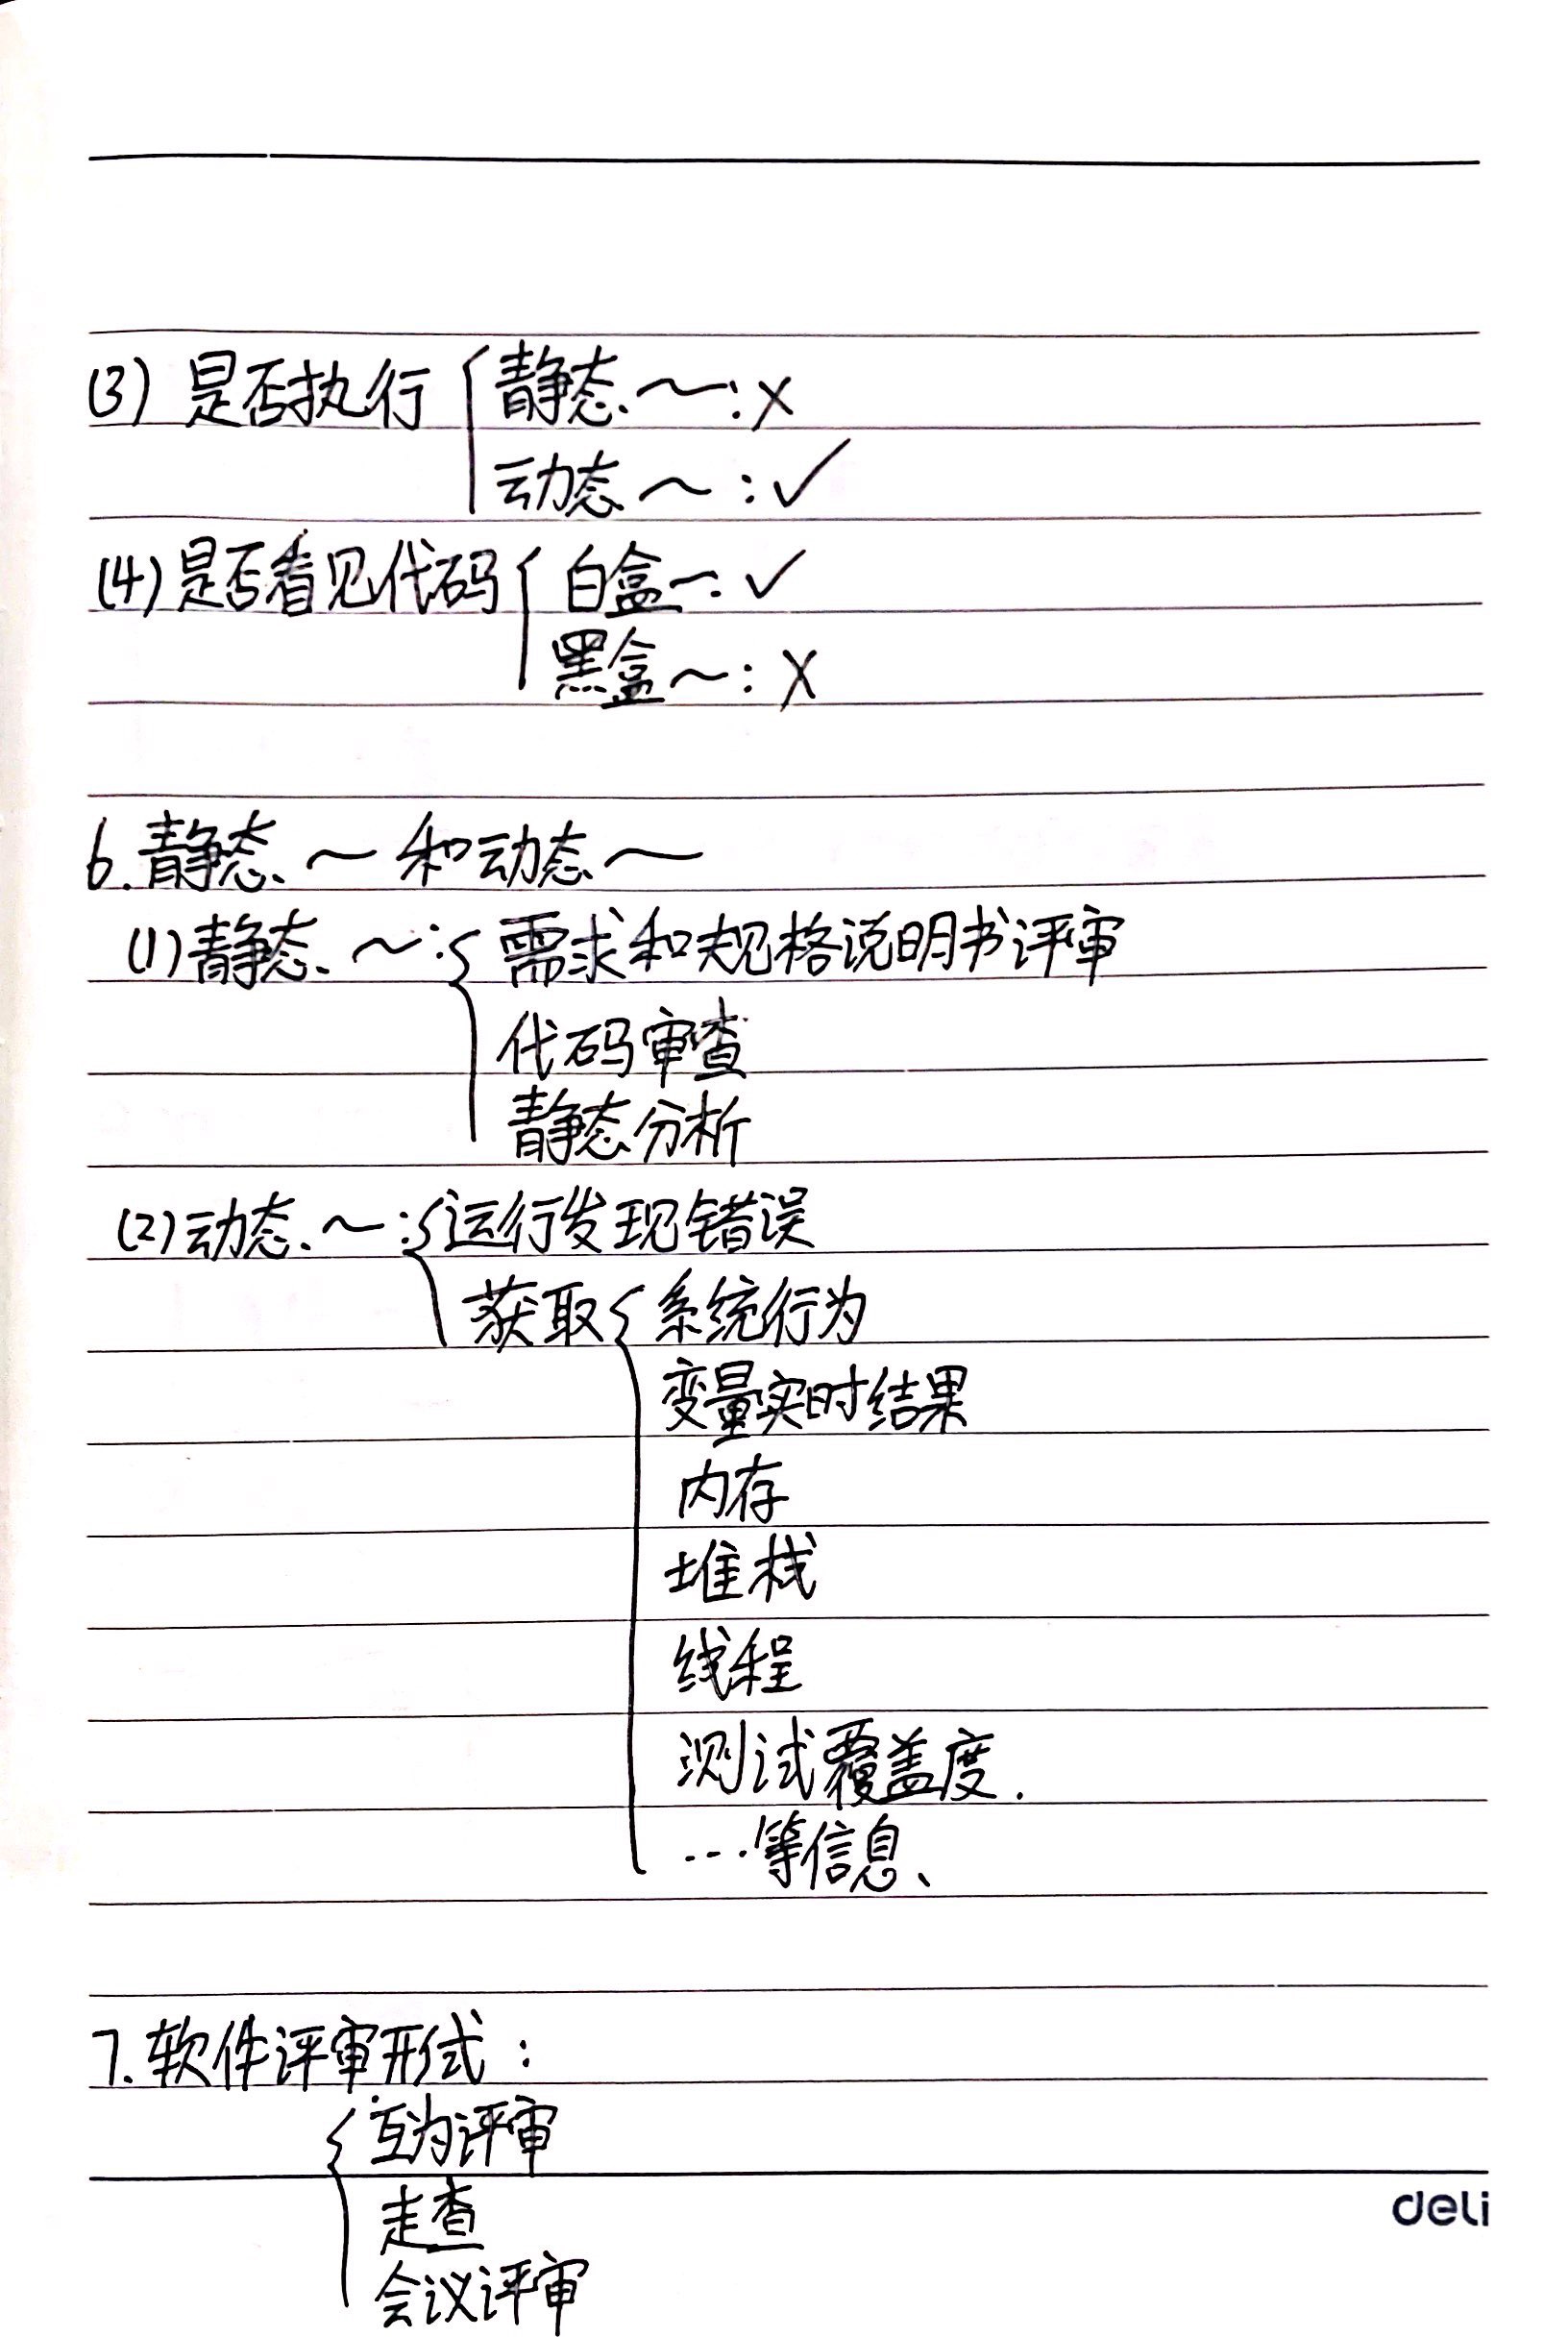 (3) 是否执行 { 静态~: ×
动态~: ✓
(4) 是否看见代码 { 白盒~: ✓
黑盒~: ×
6. 静态~和动态~
(1) 静态~: { 需求和规格说明书评审
代码审查
静态分析
(2) 动态~: { 运行发现错误
获取 { 系统行为
变量实时结果
内存
堆栈
线程
测试覆盖度.
...等信息、
7. 软件评审形式:
{ 互为评审
走查
deli
会议评审